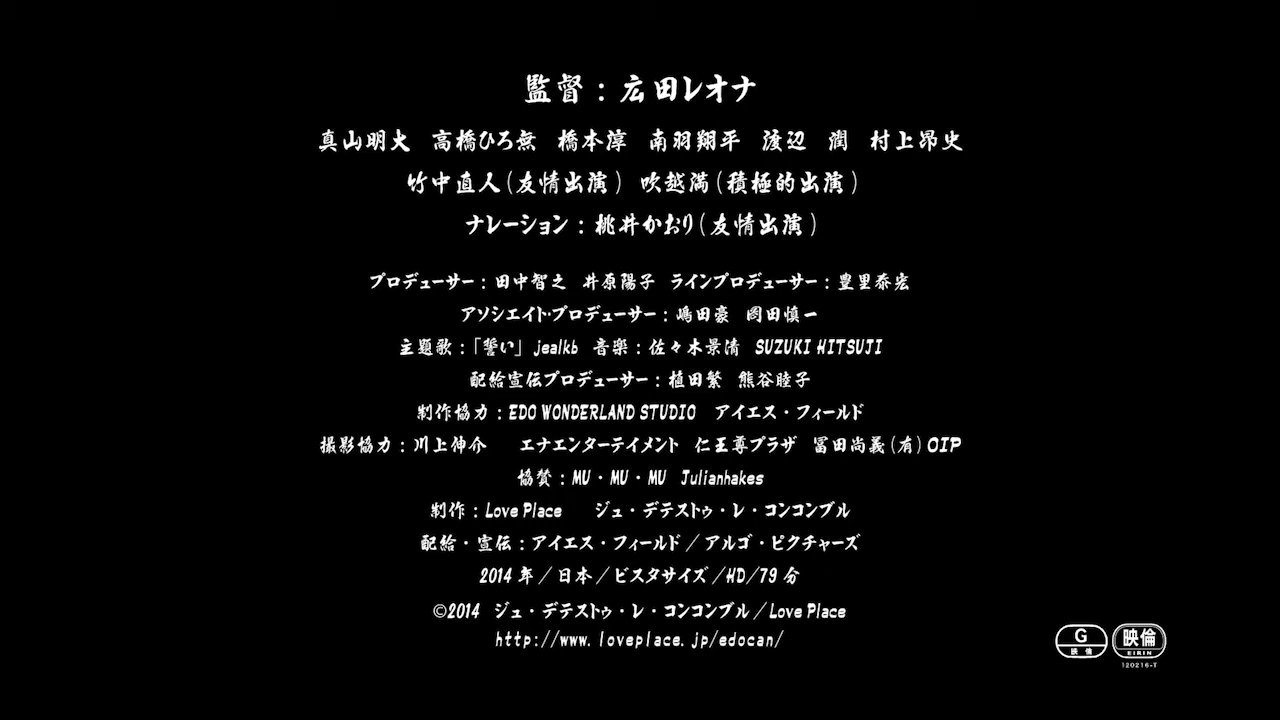 監督：広田レオナ
真山明大　高橋ひろ無　橋本淳　南羽翔平　渡辺　潤　村上昂史
竹中直人（友情出演）　吹越満（積極的出演）
ナレーション：桃井かおり（友情出演）
プロデューサー：田中智之　井原陽子　ラインプロデューサー：豊里泰宏
アソシエイト・プロデューサー：嶋田豪　岡田慎一
主題歌：「誓い」 jealkb　音楽：佐々木景清　SUZUKI HITSUJI
配給宣伝プロデューサー：植田繁　熊谷睦子
制作協力：EDO WONDERLAND STUDIO　アイエス・フィールド
撮影協力：川上伸介　エナエンターテイメント　仁王尊プラザ　冨田尚義（有）OIP
協賛：MU・MU・MU　Julianhakes
制作：Love Place　ジュ・デテストゥ・レ・コンコンブル
配給・宣伝：アイエス・フィールド／アルゴ・ピクチャーズ
2014年／日本／ビスタサイズ／HD／79分
©2014　ジュ・デテストゥ・レ・コンコンブル／Love Place
http://www.loveplace.jp/edocan/
G 映倫
映倫 EIRIN
120216-T